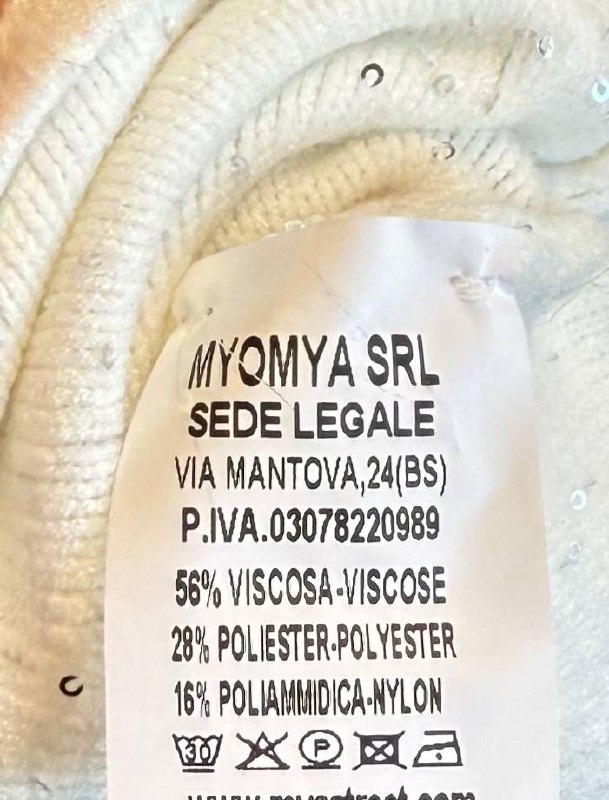 MYOMYA SRL
SEDE LEGALE
VIA MANTOVA,24(BS)
P.IVA.03078220989
56% VISCOSA-VISCOSE
28% POLIESTER-POLYESTER
16% POLIAMMIDICA-NYLON
30 P